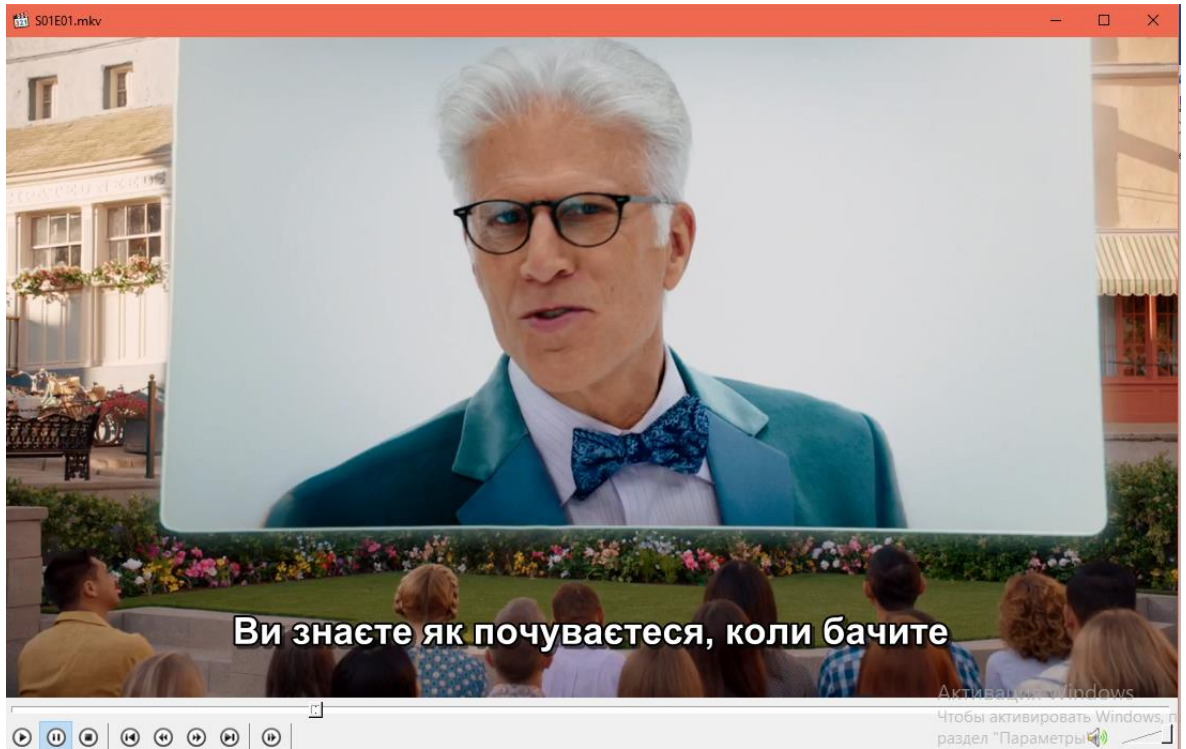 S01E01.mkv
Ви знаєте як почуваєтеся, коли бачите
Активация Windows
Чтобы активировать Windows,
раздел "Параметры